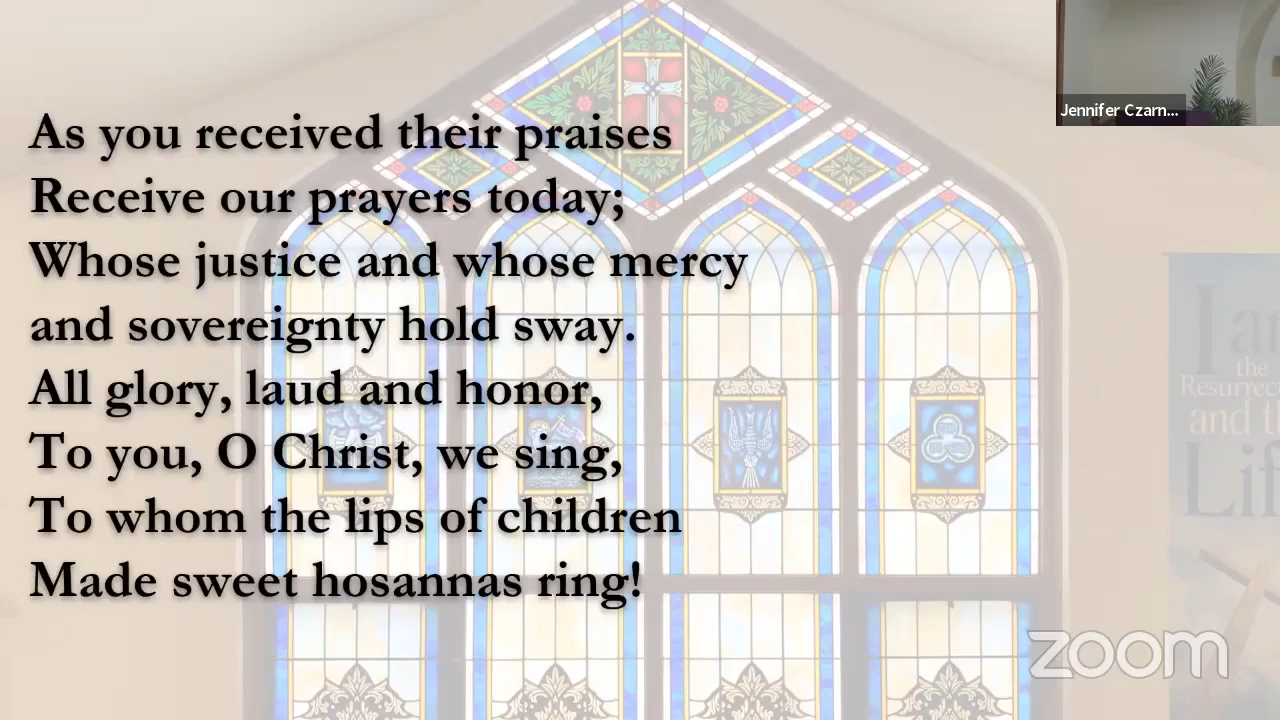 As you received their praises
Receive our prayers today;
Whose justice and whose mercy
and sovereignty hold sway.
All glory, laud and honor,
To you, O Christ, we sing,
To whom the lips of children
Made sweet hosannas ring!
Jennifer Czarn...
I
the
and
zoom